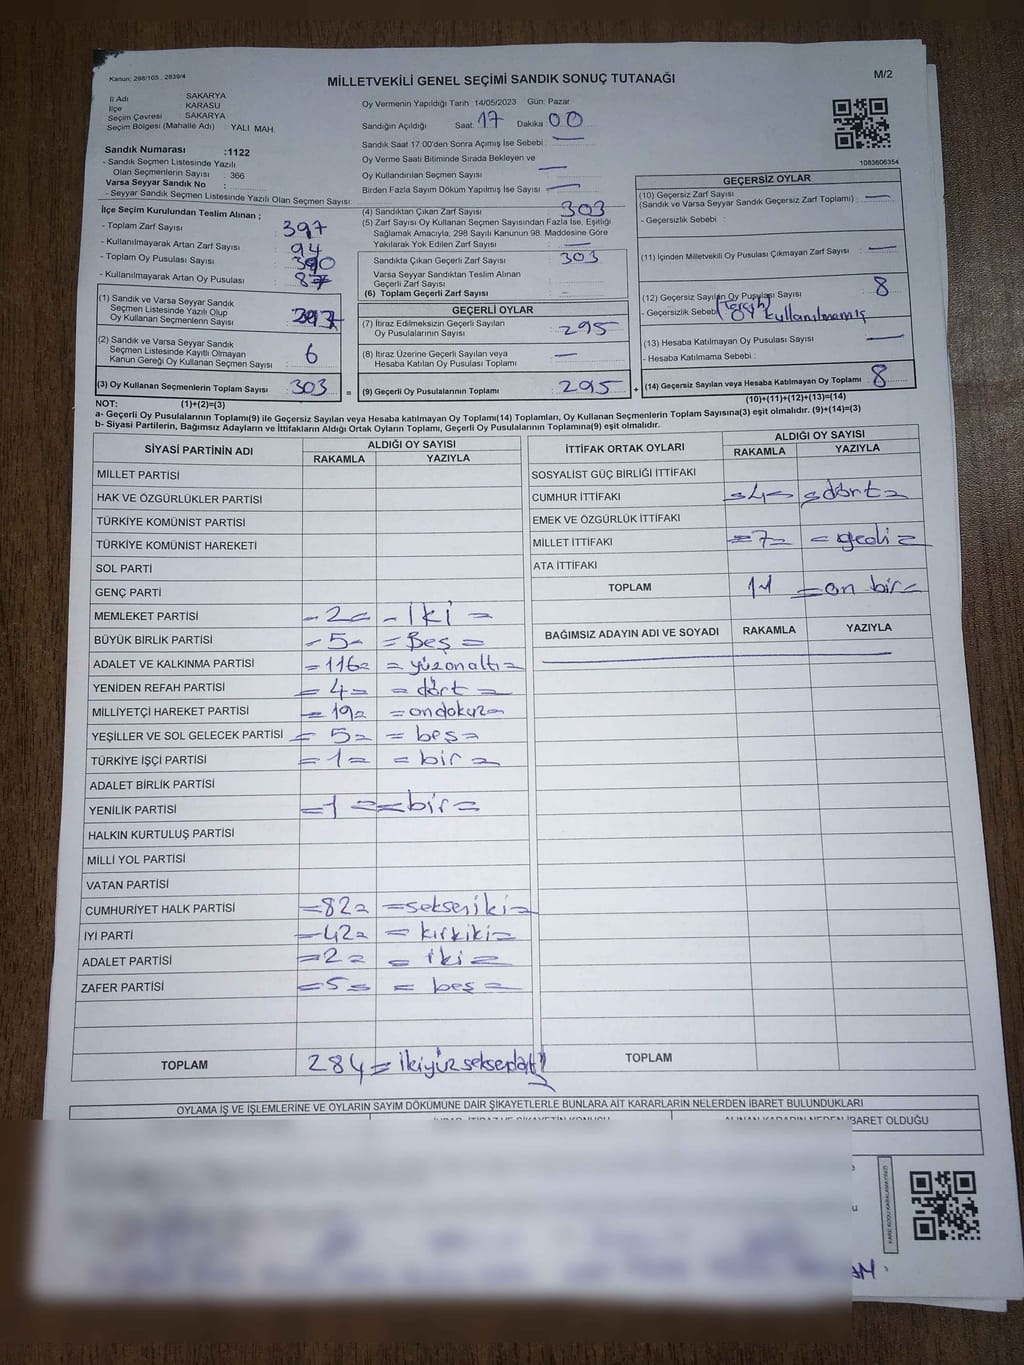 Kanun: 298/105 , 2839/4
MİLLETVEKİLİ GENEL SEÇİMİ SANDIK SONUÇ TUTANAĞI
M/2
İl Adı SAKARYA
İlçe KARASU
Seçim Çevresi SAKARYA
Seçim Bölgesi (Mahalle Adı) : YALI MAH.
Sandık Numarası :1122
- Sandık Seçmen Listesinde Yazılı
Olan Seçmen Sayısı : 366
Varsa Seyyar Sandık No :
- Seyyar Sandık Seçmen Listesinde Yazılı Olan Seçmen Sayısı:
Oy Vermenin Yapıldığı Tarih :14/05/2023 Gün: Pazar
Sandığın Açıldığı Saat: 17 Dakika 00
Sandık Saat 17:00'den Sonra Açımış İse Sebebi : —
Oy Verme Saati Bitiminde Sırada Bekleyen ve
Oy Kullandırılan Seçmen Sayısı —
Birden Fazla Sayım Döküm Yapılmış İse Sayısı —
1083606354
İlçe Seçim Kurulundan Teslim Alınan ;
- Toplam Zarf Sayısı 397
- Kullanılmayarak Artan Zarf Sayısı 94
- Toplam Oy Pusulası Sayısı
- Kullanılmayarak Artan Oy Pusulası
(1) Sandık ve Varsa Seyyar Sandık
Seçmen Listesinde Yazılı Olup
Oy Kullanan Seçmenlerin Sayısı
(2) Sandık ve Varsa Seyyar Sandık
Seçmen Listesinde Kayıtlı Olmayan
Kanun Gereği Oy Kullanan Seçmen Sayısı 6
(3) Oy Kullanan Seçmenlerin Toplam Sayısı 303 =
(4) Sandıktan Çıkan Zarf Sayısı 303
(5) Zarf Sayısı Oy Kullanan Seçmen Sayısından Fazla İse, Eşitliği
Sağlamak Amacıyla, 298 Sayılı Kanunun 98. Maddesine Göre
Yakılarak Yok Edilen Zarf Sayısı —
Sandıkta Çıkan Geçerli Zarf Sayısı 303
Varsa Seyyar Sandıktan Teslim Alınan
Geçerli Zarf Sayısı
(6) Toplam Geçerli Zarf Sayısı
GEÇERLİ OYLAR
(7) İtiraz Edilmeksizin Geçerli Sayılan
Oy Pusulalarının Sayısı 295
(8) İtiraz Üzerine Geçerli Sayılan veya
Hesaba Katılan Oy Pusulası Toplamı —
(9) Geçerli Oy Pusulalarının Toplamı 295 +
GEÇERSİZ OYLAR
(10) Geçersiz Zarf Sayısı
(Sandık ve Varsa Seyyar Sandık Geçersiz Zarf Toplamı) —
- Geçersizlik Sebebi :
(11) İçinden Milletvekili Oy Pusulası Çıkmayan Zarf Sayısı —
(12) Geçersiz Sayılan Oy Pusulası Sayısı 8
- Geçersizlik Sebebi (Tercih) oy kullanılmamış
(13) Hesaba Katılmayan Oy Pusulası Sayısı —
- Hesaba Katılmama Sebebi :
(14) Geçersiz Sayılan veya Hesaba Katılmayan Oy Toplamı 8
NOT: (1)+(2)=(3)
(10)+(11)+(12)+(13)=(14)
a- Geçerli Oy Pusulalarının Toplamı(9) ile Geçersiz Sayılan veya Hesaba katılmayan Oy Toplam(14) Toplamları, Oy Kullanan Seçmenlerin Toplam Sayısına(3) eşit olmalıdır. (9)+(14)=(3)
b- Siyasi Partilerin, Bağımsız Adayların ve İttifakların Aldığı Ortak Oyların Toplamı, Geçerli Oy Pusulalarının Toplamına(9) eşit olmalıdır.
SİYASİ PARTİNİN ADI ALDIĞI OY SAYISI
RAKAMLA YAZIYLA
MİLLET PARTİSİ
HAK VE ÖZGÜRLÜKLER PARTİSİ
TÜRKİYE KOMÜNİST PARTİSİ
TÜRKİYE KOMÜNİST HAREKETİ
SOL PARTİ
GENÇ PARTİ
MEMLEKET PARTİSİ =2= = İki =
BÜYÜK BİRLİK PARTİSİ =5= = Beş =
ADALET VE KALKINMA PARTİSİ =116= = yüzonaltı=
YENİDEN REFAH PARTİSİ = 4= = dört =
MİLLİYETÇİ HAREKET PARTİSİ =19= =ondokuz=
YEŞİLLER VE SOL GELECEK PARTİSİ = 5= = beş=
TÜRKİYE İŞÇİ PARTİSİ =1= = bir =
ADALET BİRLİK PARTİSİ
YENİLİK PARTİSİ =1= =bir=
HALKIN KURTULUŞ PARTİSİ
MİLLİ YOL PARTİSİ
VATAN PARTİSİ
CUMHURİYET HALK PARTİSİ =82= =sekseniki=
İYİ PARTİ =42= = kırkiki=
ADALET PARTİSİ =2= = iki =
ZAFER PARTİSİ =5= = beş =
TOPLAM 284 = ikiyüz seksendört
İTTİFAK ORTAK OYLARI ALDIĞI OY SAYISI
RAKAMLA YAZIYLA
SOSYALİST GÜÇ BİRLİĞİ İTTİFAKI
CUMHUR İTTİFAKI =4= =dört=
EMEK VE ÖZGÜRLÜK İTTİFAKI
MİLLET İTTİFAKI =7= = yedi =
ATA İTTİFAKI
TOPLAM 11 =on bir=
BAĞIMSIZ ADAYIN ADI VE SOYADI RAKAMLA YAZIYLA
TOPLAM
OYLAMA İŞ VE İŞLEMLERİNE VE OYLARIN SAYIM DÖKÜMÜNE DAİR ŞİKAYETLERLE BUNLARA AİT KARARLARIN NELERDEN İBARET BULUNDUKLARI
İBARET OLDUĞU